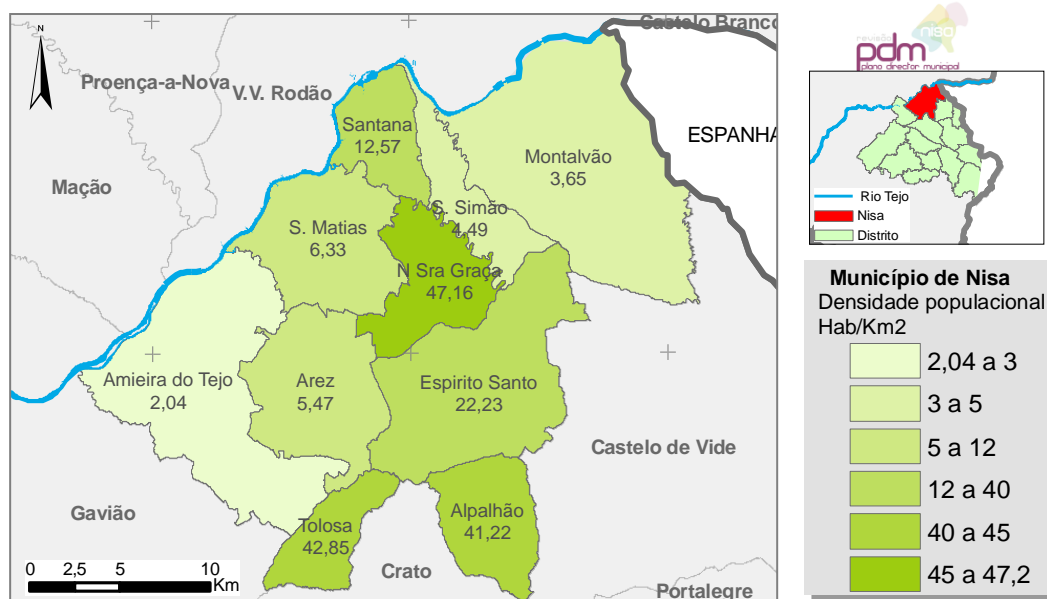 N
Castelo Branco
Proença-a-Nova
V.V. Rodão
Santana
12,57
ESPANHA
Montalvão
3,65
Mação
S. Simão
4,49
S. Matias
6,33
N Sra Graça
47,16
Amieira do Tejo
2,04
Arez
5,47
Espirito Santo
22,23
Castelo de Vide
Gavião
Tolosa
42,85
Alpalhão
41,22
Crato
Portalegre
0 2,5 5 10
Km
revisão
niso
pdm
plano director municipal
Rio Tejo
Nisa
Distrito
Município de Nisa
Densidade populacional
Hab/Km2
2,04 a 3
3 a 5
5 a 12
12 a 40
40 a 45
45 a 47,2